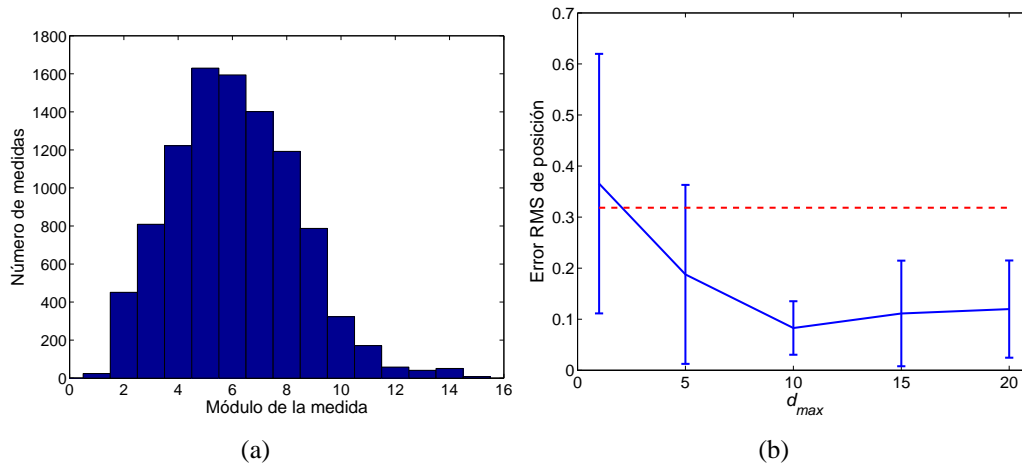 1800
1600
1400
1200
1000
800
600
400
200
0
Número de medidas
0 2 4 6 8 10 12 14 16
Módulo de la medida
(a)
0.7
0.6
0.5
0.4
0.3
0.2
0.1
0
Error RMS de posición
0 5 10 15 20
d_max
(b)